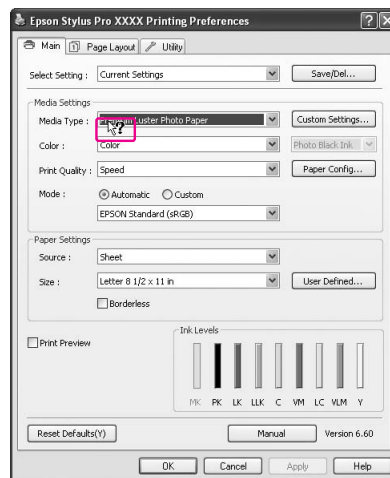 Epson Stylus Pro XXXX Printing Preferences
Main Page Layout Utility
Select Setting : Current Settings Save/Del...
Media Settings
Media Type : Premium Luster Photo Paper Custom Settings...
Color : Color Photo Black Ink
Print Quality : Speed Paper Config...
Mode : Automatic Custom
EPSON Standard (sRGB)
Paper Settings
Source : Sheet
Size : Letter 8 1/2 x 11 in User Defined...
Borderless
Print Preview
Ink Levels
MK PK LK LLK C VM LC VLM Y
Reset Defaults(Y) Manual Version 6.60
OK Cancel Apply Help